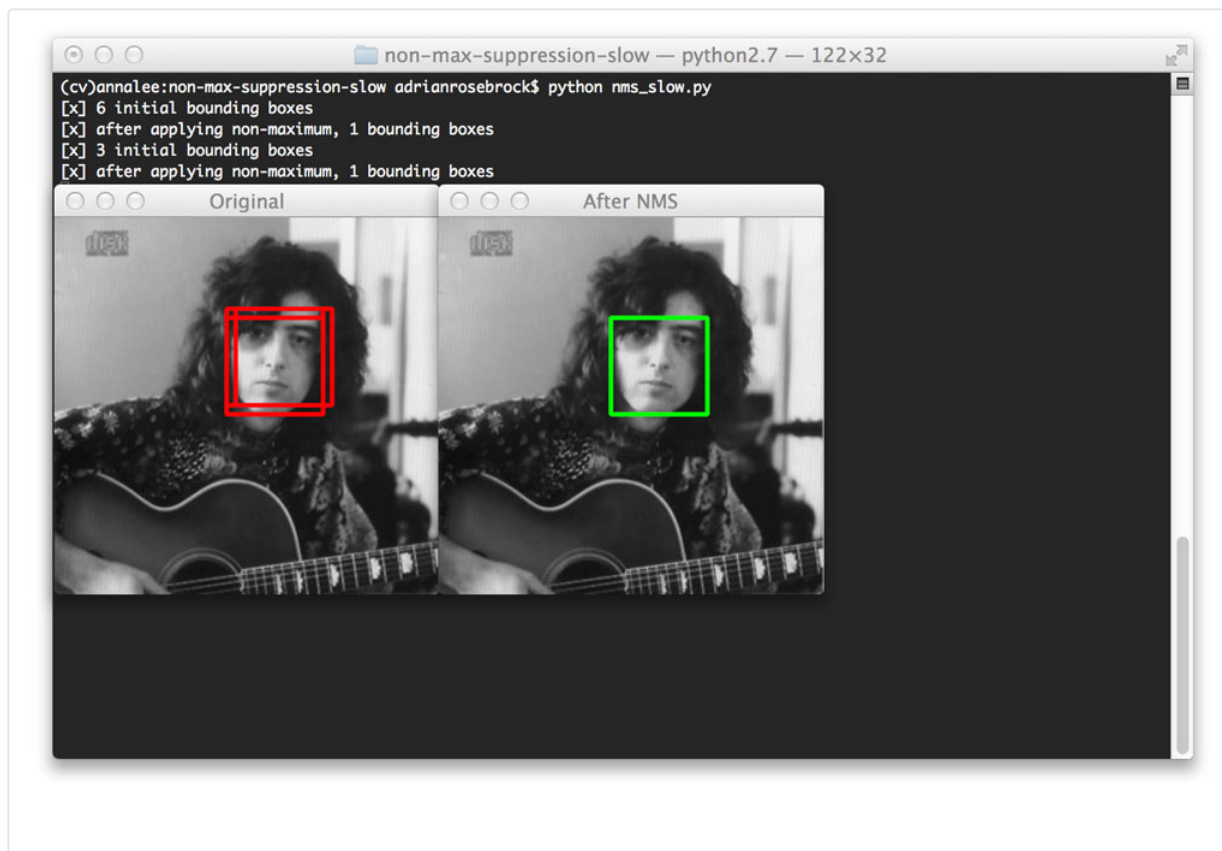 non-max-suppression-slow — python2.7 — 122×32
(cv)annalee:non-max-suppression-slow adrianrosebrock$ python nms_slow.py
[x] 6 initial bounding boxes
[x] after applying non-maximum, 1 bounding boxes
[x] 3 initial bounding boxes
[x] after applying non-maximum, 1 bounding boxes
Original
After NMS
disc
disc